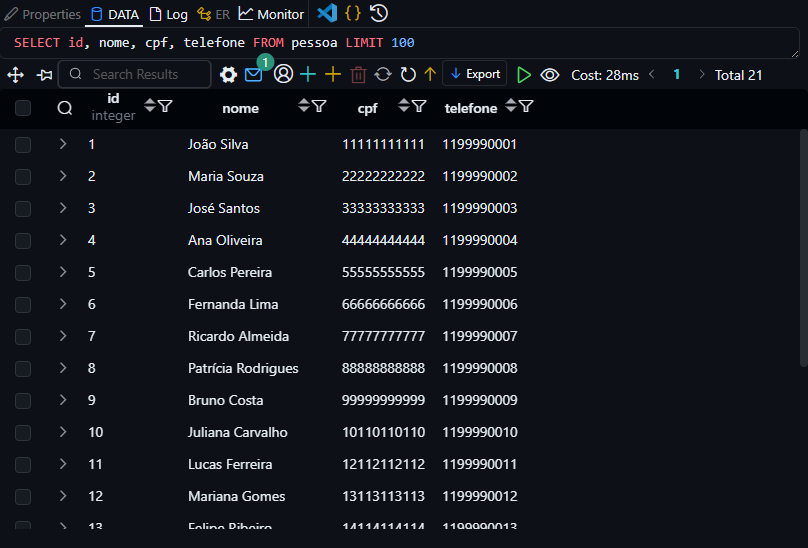 Properties DATA Log ER Monitor
SELECT id, nome, cpf, telefone FROM pessoa LIMIT 100
1
Search Results Export Cost: 28ms 1 Total 21
id nome cpf telefone
integer
1 João Silva 11111111111 1199990001
2 Maria Souza 22222222222 1199990002
3 José Santos 33333333333 1199990003
4 Ana Oliveira 44444444444 1199990004
5 Carlos Pereira 55555555555 1199990005
6 Fernanda Lima 66666666666 1199990006
7 Ricardo Almeida 77777777777 1199990007
8 Patrícia Rodrigues 88888888888 1199990008
9 Bruno Costa 99999999999 1199990009
10 Juliana Carvalho 10110110110 1199990010
11 Lucas Ferreira 12112112112 1199990011
12 Mariana Gomes 13113113113 1199990012
13 Felipe Ribeiro 14114114114 1199990013